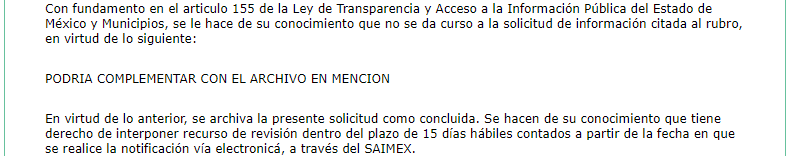 Con fundamento en el articulo 155 de la Ley de Transparencia y Acceso a la Información Pública del Estado de
México y Municipios, se le hace de su conocimiento que no se da curso a la solicitud de información citada al rubro,
en virtud de lo siguiente:
PODRIA COMPLEMENTAR CON EL ARCHIVO EN MENCION
En virtud de lo anterior, se archiva la presente solicitud como concluida. Se hacen de su conocimiento que tiene
derecho de interponer recurso de revisión dentro del plazo de 15 días hábiles contados a partir de la fecha en que
se realice la notificación vía electronicá, a través del SAIMEX.